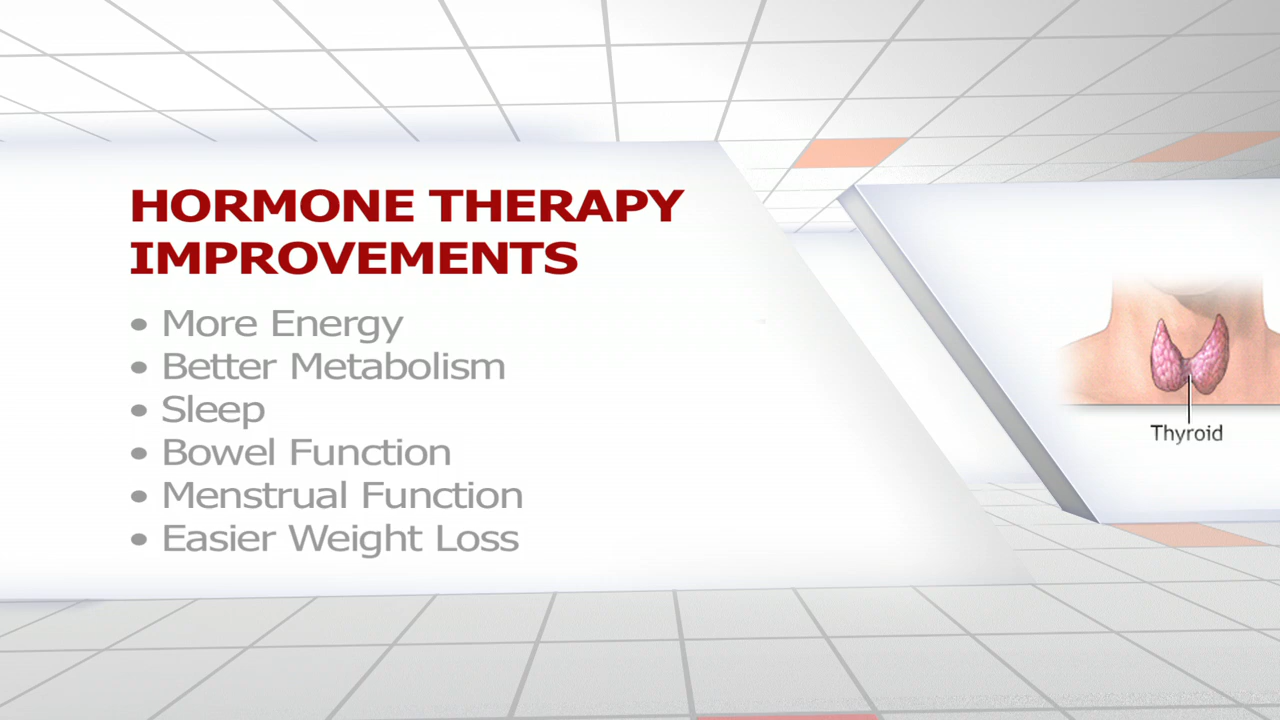 HORMONE THERAPY
IMPROVEMENTS
• More Energy
• Better Metabolism
• Sleep
• Bowel Function
• Menstrual Function
• Easier Weight Loss
Thyroid